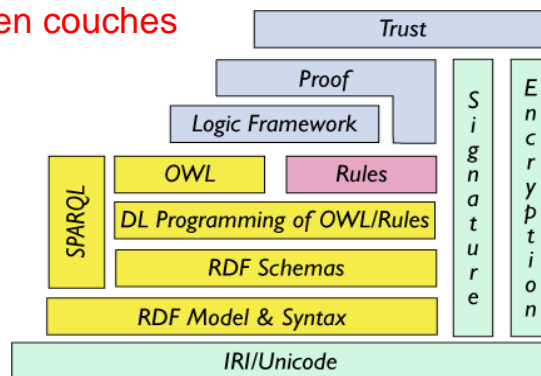 en couches
Trust
Proof
Logic Framework
Signature
Encryption
SPARQL
OWL
Rules
DL Programming of OWL/Rules
RDF Schemas
RDF Model & Syntax
IRI/Unicode